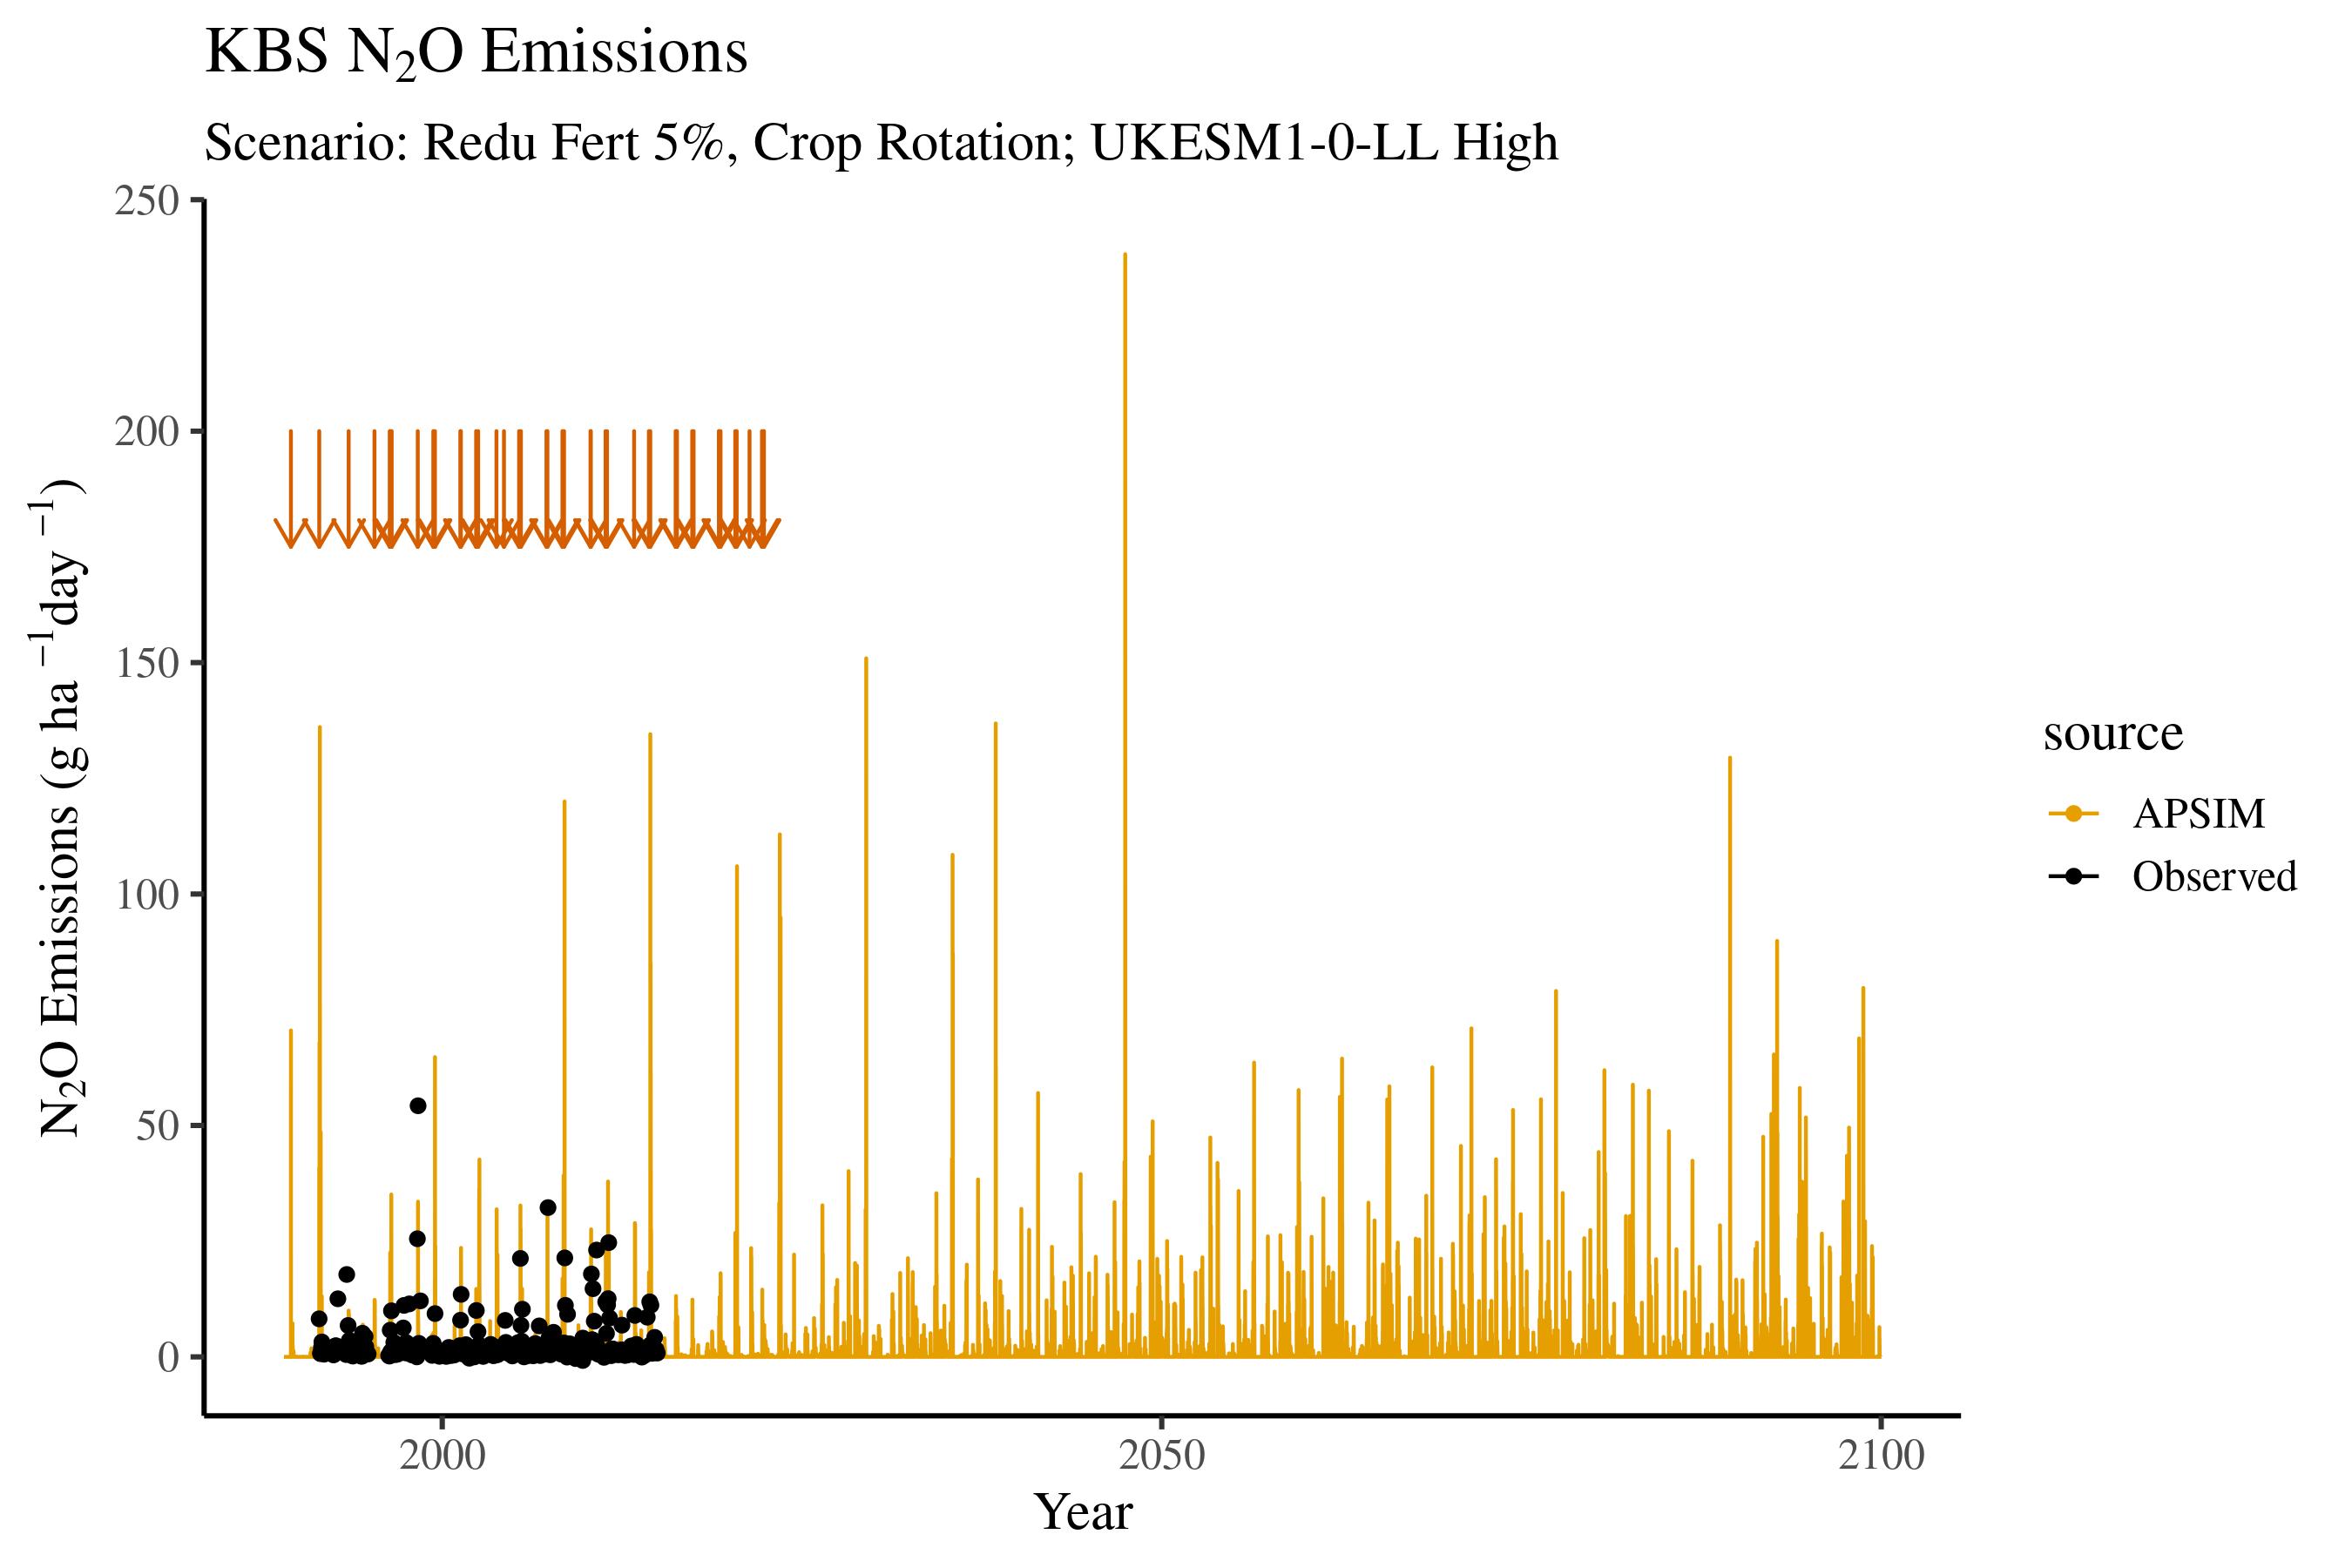 KBS N₂O Emissions
Scenario: Redu Fert 5%, Crop Rotation; UKESM1-0-LL High
N₂O Emissions (g ha ⁻¹day ⁻¹)
250
200
150
100
50
0
2000
2050
2100
Year
source
APSIM
Observed